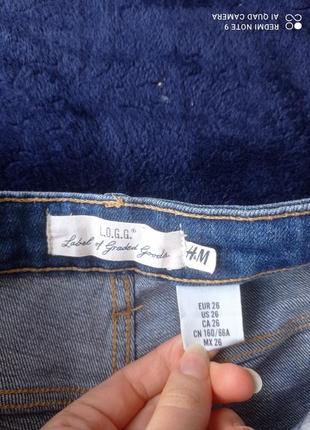 REDMI NOTE 9
AI QUAD CAMERA
L.O.G.G.®
Label of Graded Goods
H&M
EUR 26
US 26
CA 26
CN 160/66A
MX 26